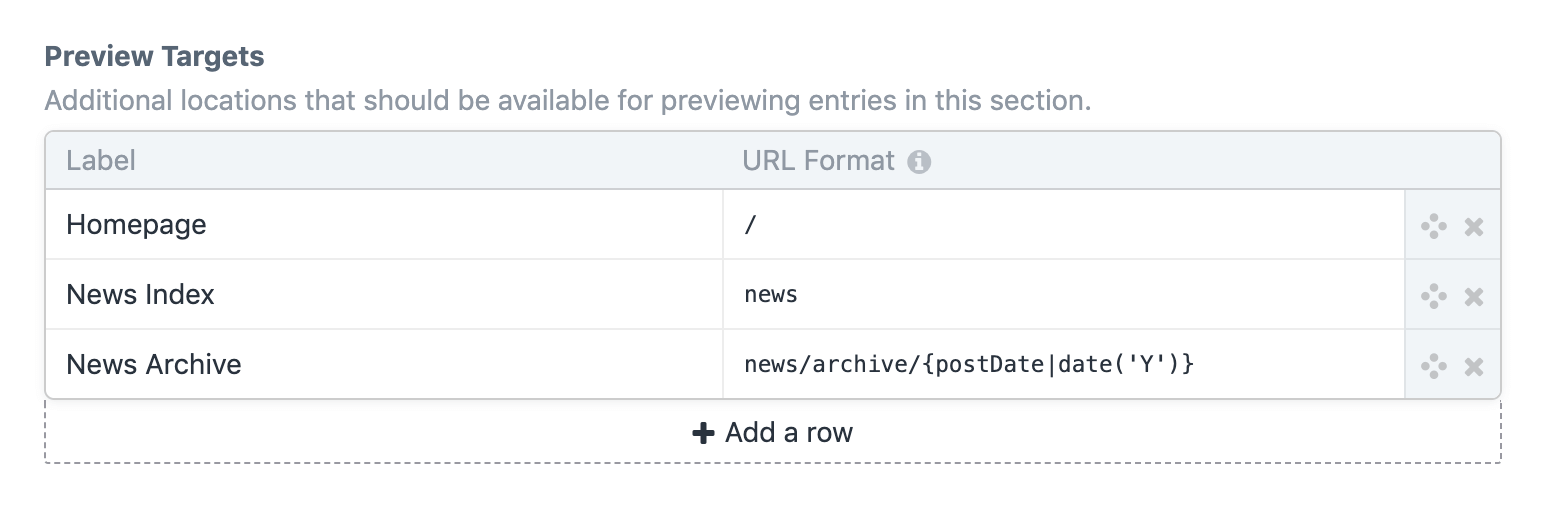 Preview Targets
Additional locations that should be available for previewing entries in this section.
Label URL Format
Homepage /
News Index news
News Archive news/archive/{postDate|date('Y')}
Add a row